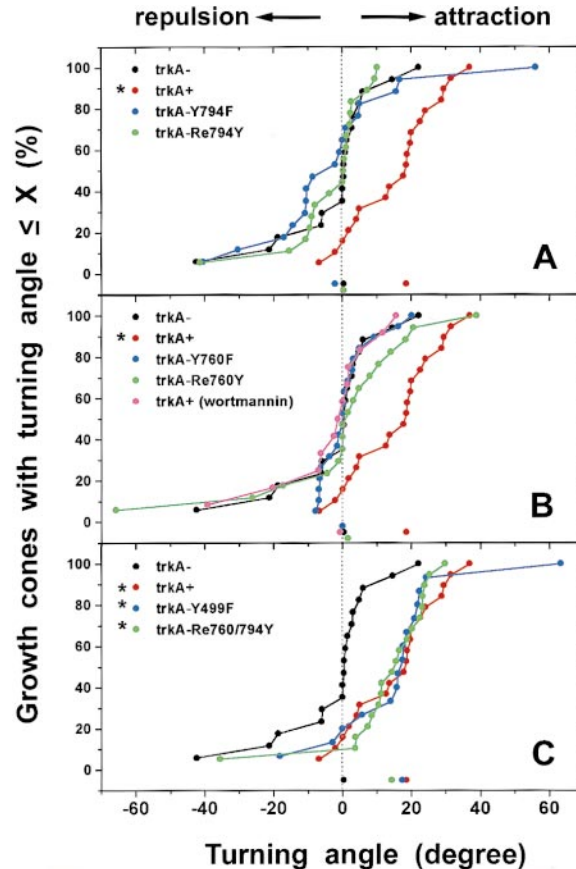 repulsion attraction
Growth cones with turning angle ≤ X (%)
100
80
60
40
20
0
trkA-
* trkA+
trkA-Y794F
trkA-Re794Y
A
100
80
60
40
20
0
trkA-
* trkA+
trkA-Y760F
trkA-Re760Y
trkA+ (wortmannin)
B
100
80
60
40
20
0
trkA-
* trkA+
* trkA-Y499F
* trkA-Re760/794Y
C
-60 -40 -20 0 20 40 60
Turning angle (degree)